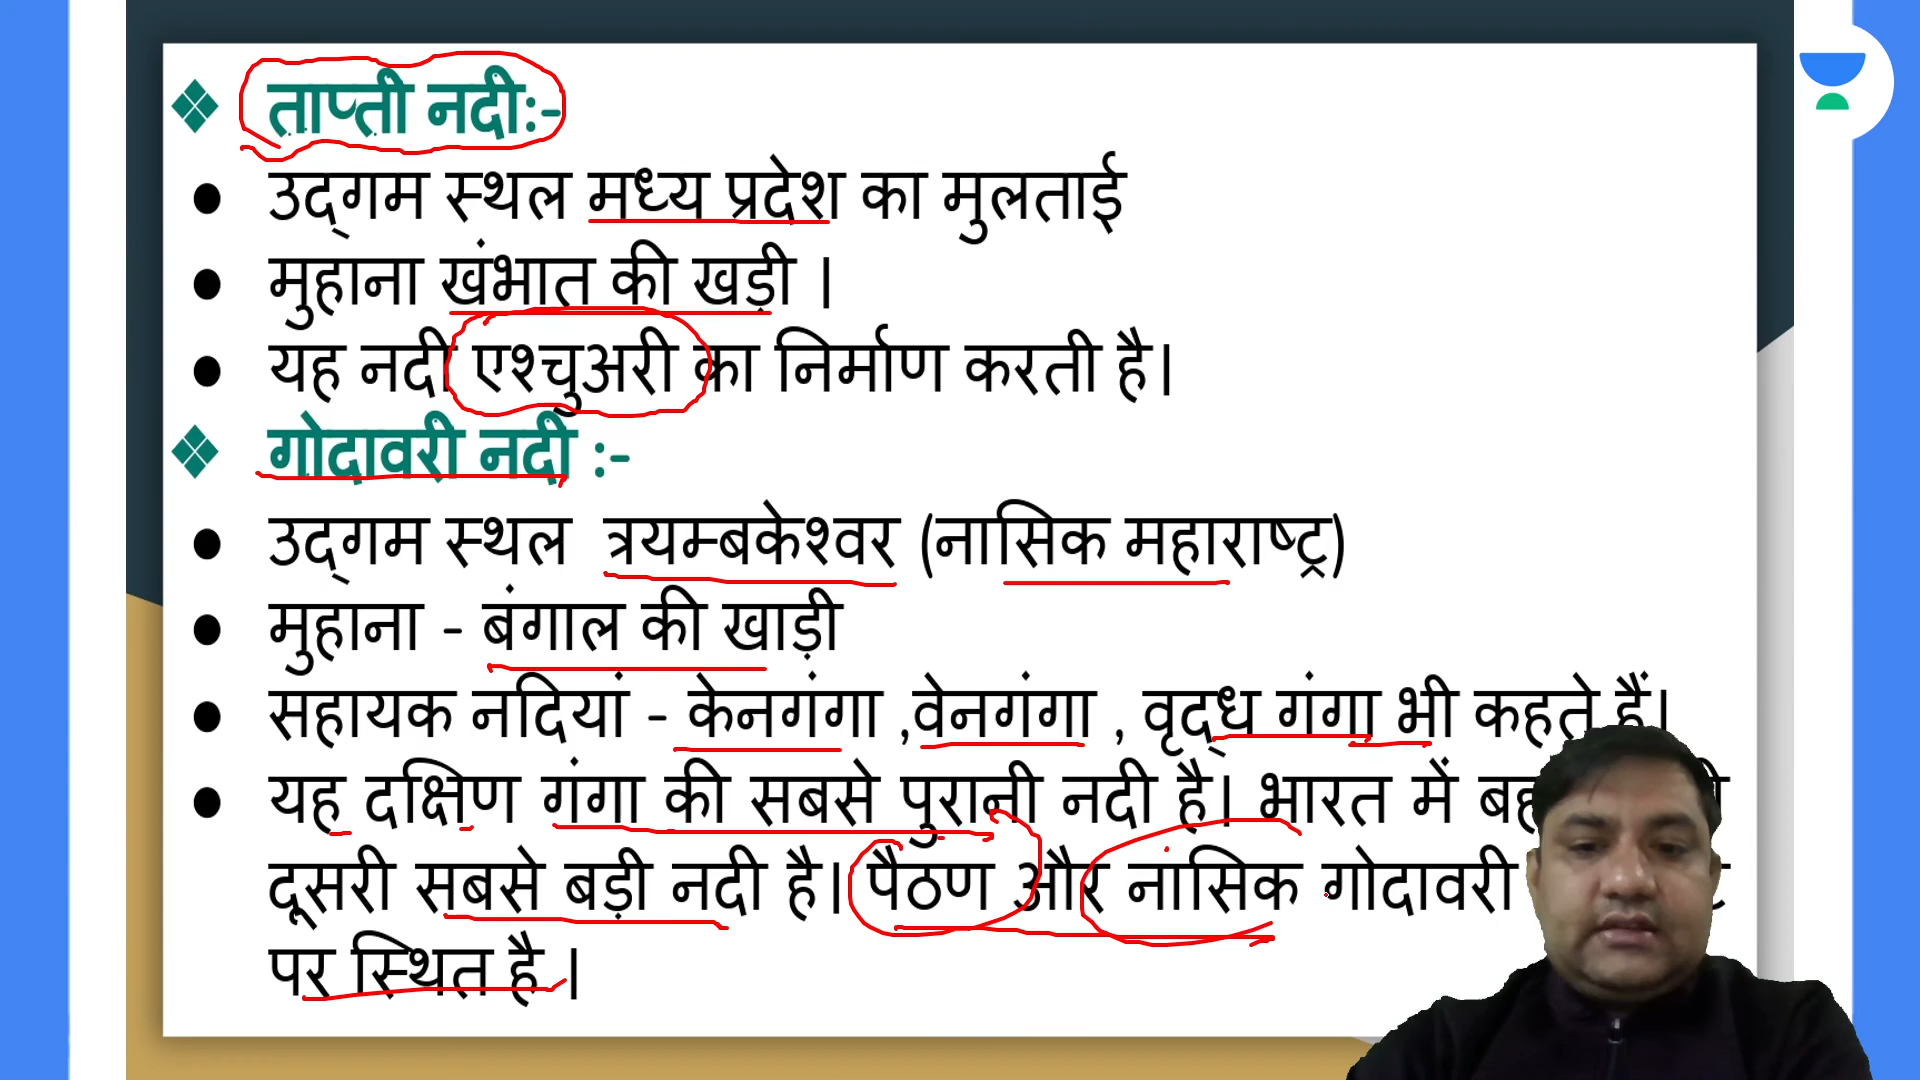 ❖ ताप्ती नदी:-
● उद्गम स्थल मध्य प्रदेश का मुलताई
● मुहाना खंभात की खड़ी ।
● यह नदी एश्चुअरी का निर्माण करती है।
❖ गोदावरी नदी :-
● उद्गम स्थल त्रयम्बकेश्वर (नासिक महाराष्ट्र)
● मुहाना - बंगाल की खाड़ी
● सहायक नदियां - केनगंगा ,वेनगंगा , वृद्ध गंगा भी कहते हैं।
● यह दक्षिण गंगा की सबसे पुरानी नदी है। भारत में
दूसरी सबसे बड़ी नदी है। पैठण और नासिक गोदावरी
पर स्थित है ।